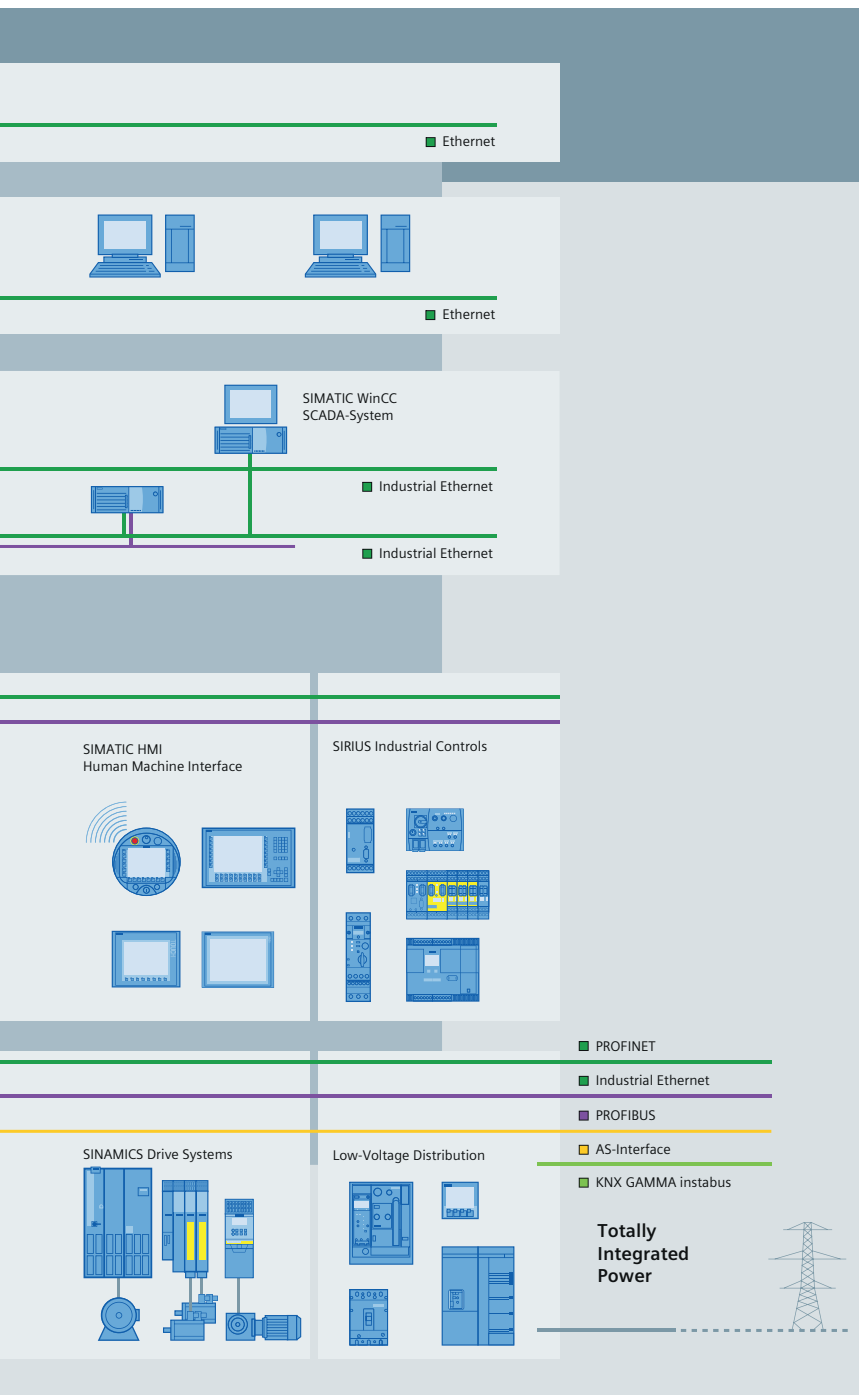 Ethernet
Ethernet
SIMATIC WinCC
SCADA-System
Industrial Ethernet
Industrial Ethernet
SIMATIC HMI
Human Machine Interface
SIRIUS Industrial Controls
PROFINET
Industrial Ethernet
PROFIBUS
AS-Interface
KNX GAMMA instabus
SINAMICS Drive Systems
Low-Voltage Distribution
Totally
Integrated
Power